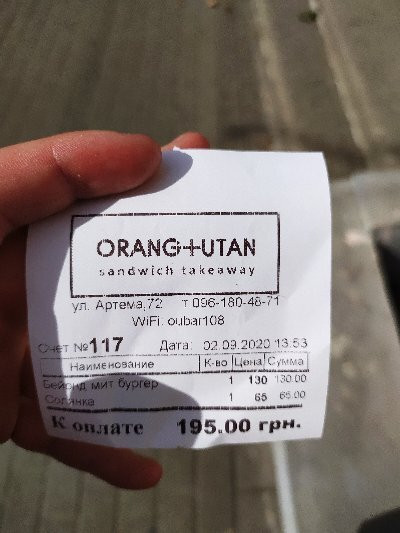 ORANG+UTAN
sandwich takeaway
ул. Артема,72 т 096-180-48-71
WiFi: oubar108
Счет №117 Дата: 02.09.2020 13:53
Наименование К-во Цена Сумма
Бейонд мит бургер 1 130 130.00
Солянка 1 65 65.00
К оплате 195.00 грн.